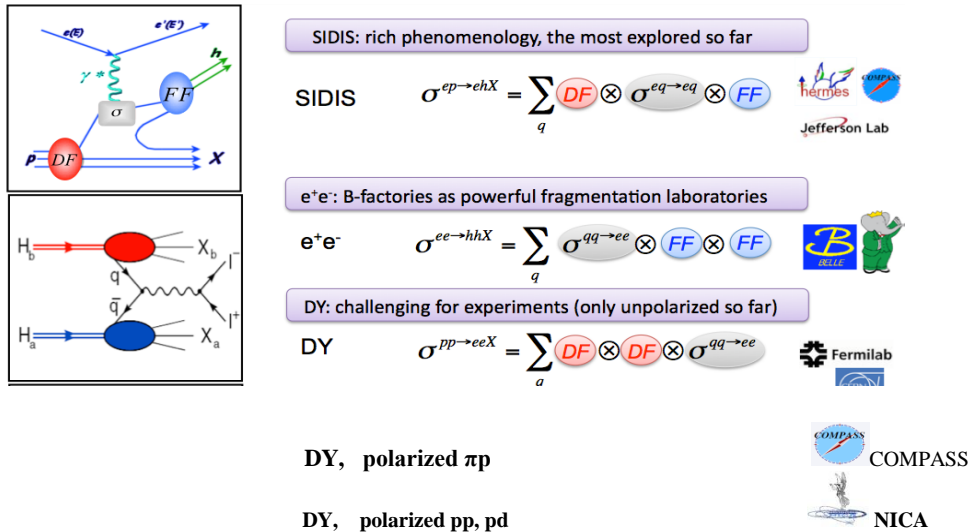 e(E)
e'(E')
h
γ*
FF
σ
P
DF
X
SIDIS: rich phenomenology, the most explored so far
SIDIS
σ^{ep→ehX} = ∑_q DF ⊗ σ^{eq→eq} ⊗ FF
hermes
COMPASS
Jefferson Lab
e⁺e⁻: B-factories as powerful fragmentation laboratories
e⁺e⁻
σ^{ee→hhX} = ∑_q σ^{qq→ee} ⊗ FF ⊗ FF
B
BELLE
H_b
X_b
l⁻
q
q̄
l⁺
H_a
X_a
DY: challenging for experiments (only unpolarized so far)
DY
σ^{pp→eeX} = ∑_q DF ⊗ DF ⊗ σ^{qq→ee}
Fermilab
DY, polarized πp
COMPASS
COMPASS
DY, polarized pp, pd
NICA